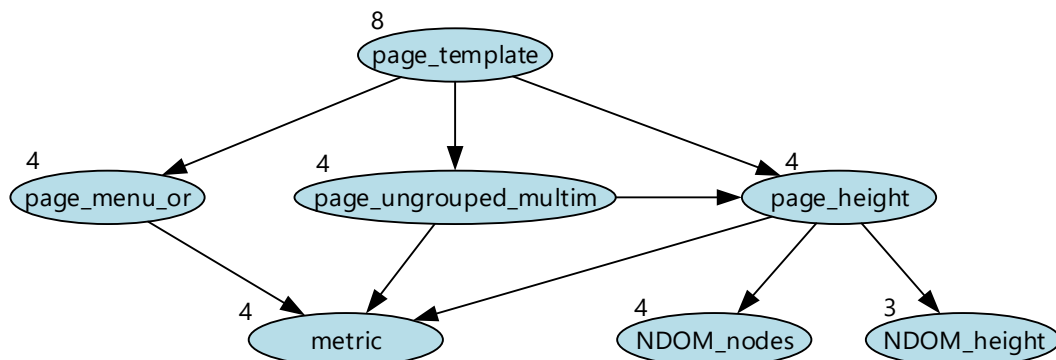 8
page_template
4
page_menu_or
4
page_ungrouped_multim
4
page_height
4
metric
4
NDOM_nodes
3
NDOM_height